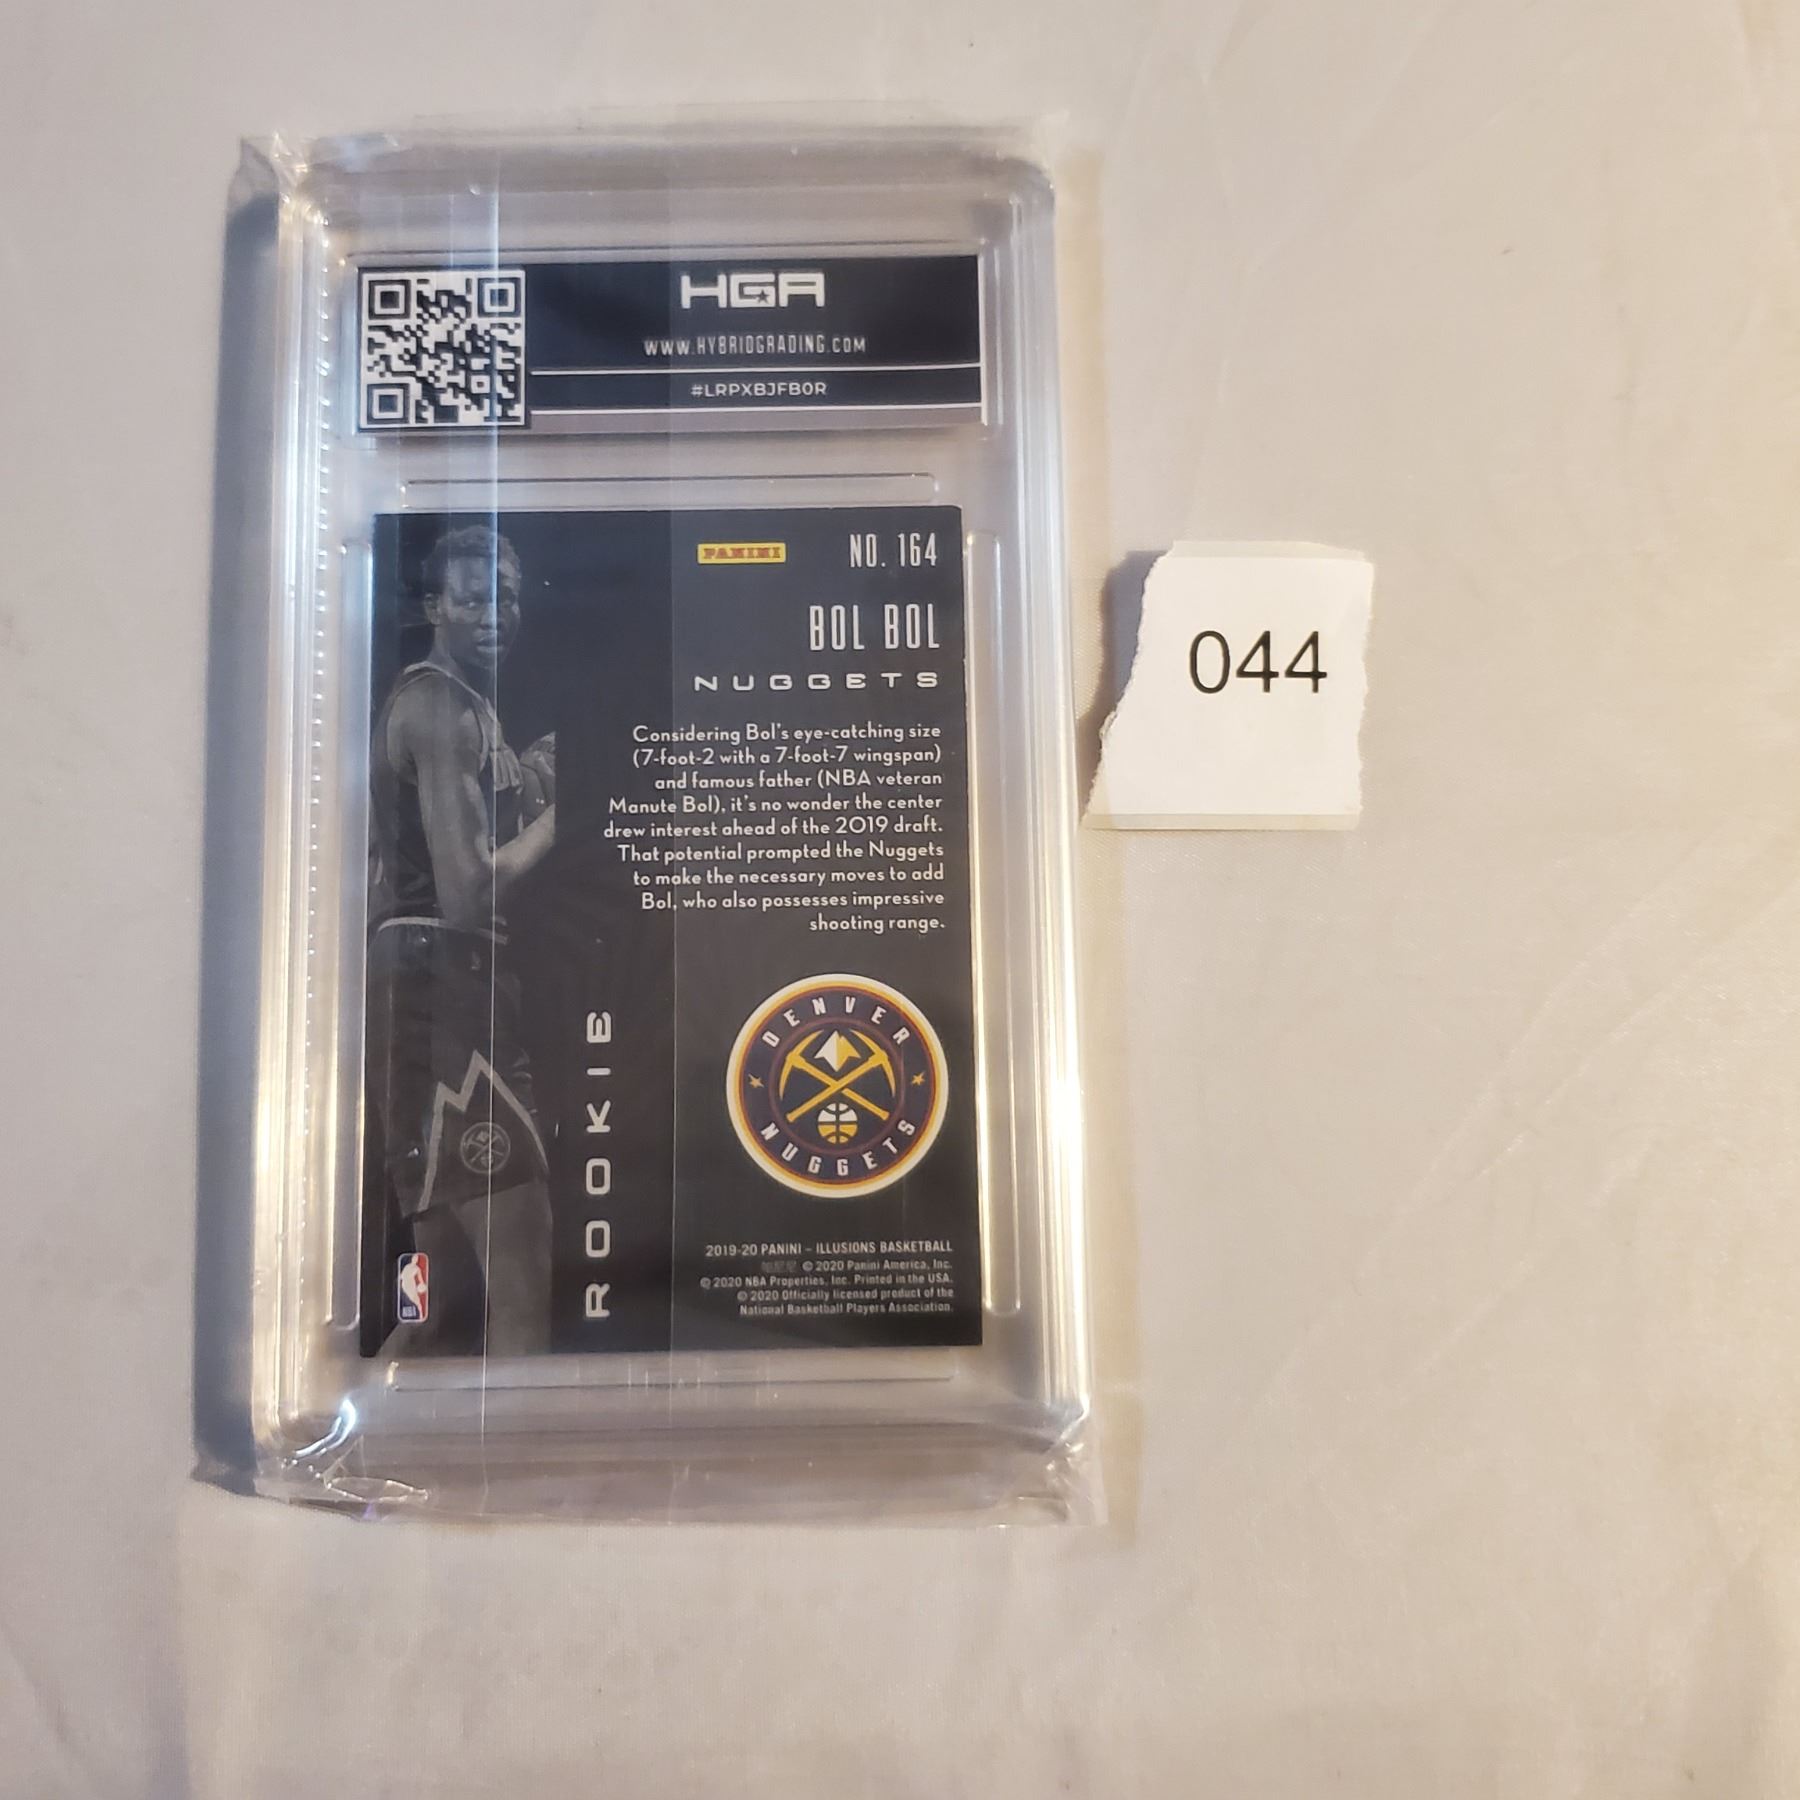 HGA
WWW.HYBRIDGRADING.COM
#LRPXBJFB0R
PANINI
NO. 164
BOL BOL
NUGGETS
Considering Bol's eye-catching size
(7-foot-2 with a 7-foot-7 wingspan)
and famous father (NBA veteran
Manute Bol), it's no wonder the center
drew interest ahead of the 2019 draft.
That potential prompted the Nuggets
to make the necessary moves to add
Bol, who also possesses impressive
shooting range.
ROOKIE
DENVER
NUGGETS
NBA
2019-20 PANINI – ILLUSIONS BASKETBALL
© 2020 Panini America, Inc.
© 2020 NBA Properties, Inc. Printed in the USA.
© 2020 Officially licensed product of the
National Basketball Players Association.
044